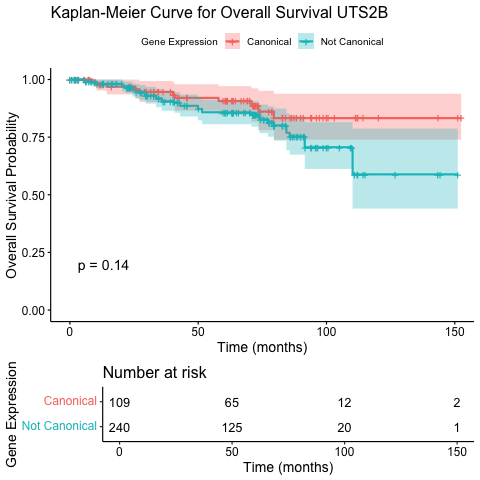 Kaplan-Meier Curve for Overall Survival UTS2B
Gene Expression Canonical Not Canonical
Overall Survival Probability
1.00
0.75
0.50
0.25
0.00
p = 0.14
0 50 100 150
Time (months)
Number at risk
Gene Expression
Canonical 109 65 12 2
Not Canonical 240 125 20 1
0 50 100 150
Time (months)